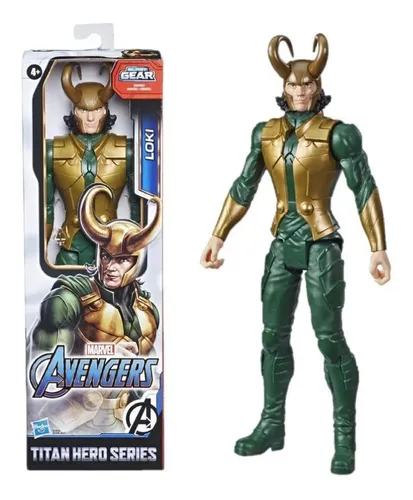 4+
GEAR
LOKI
MARVEL
AVENGERS
Hasbro
TITAN HERO SERIES